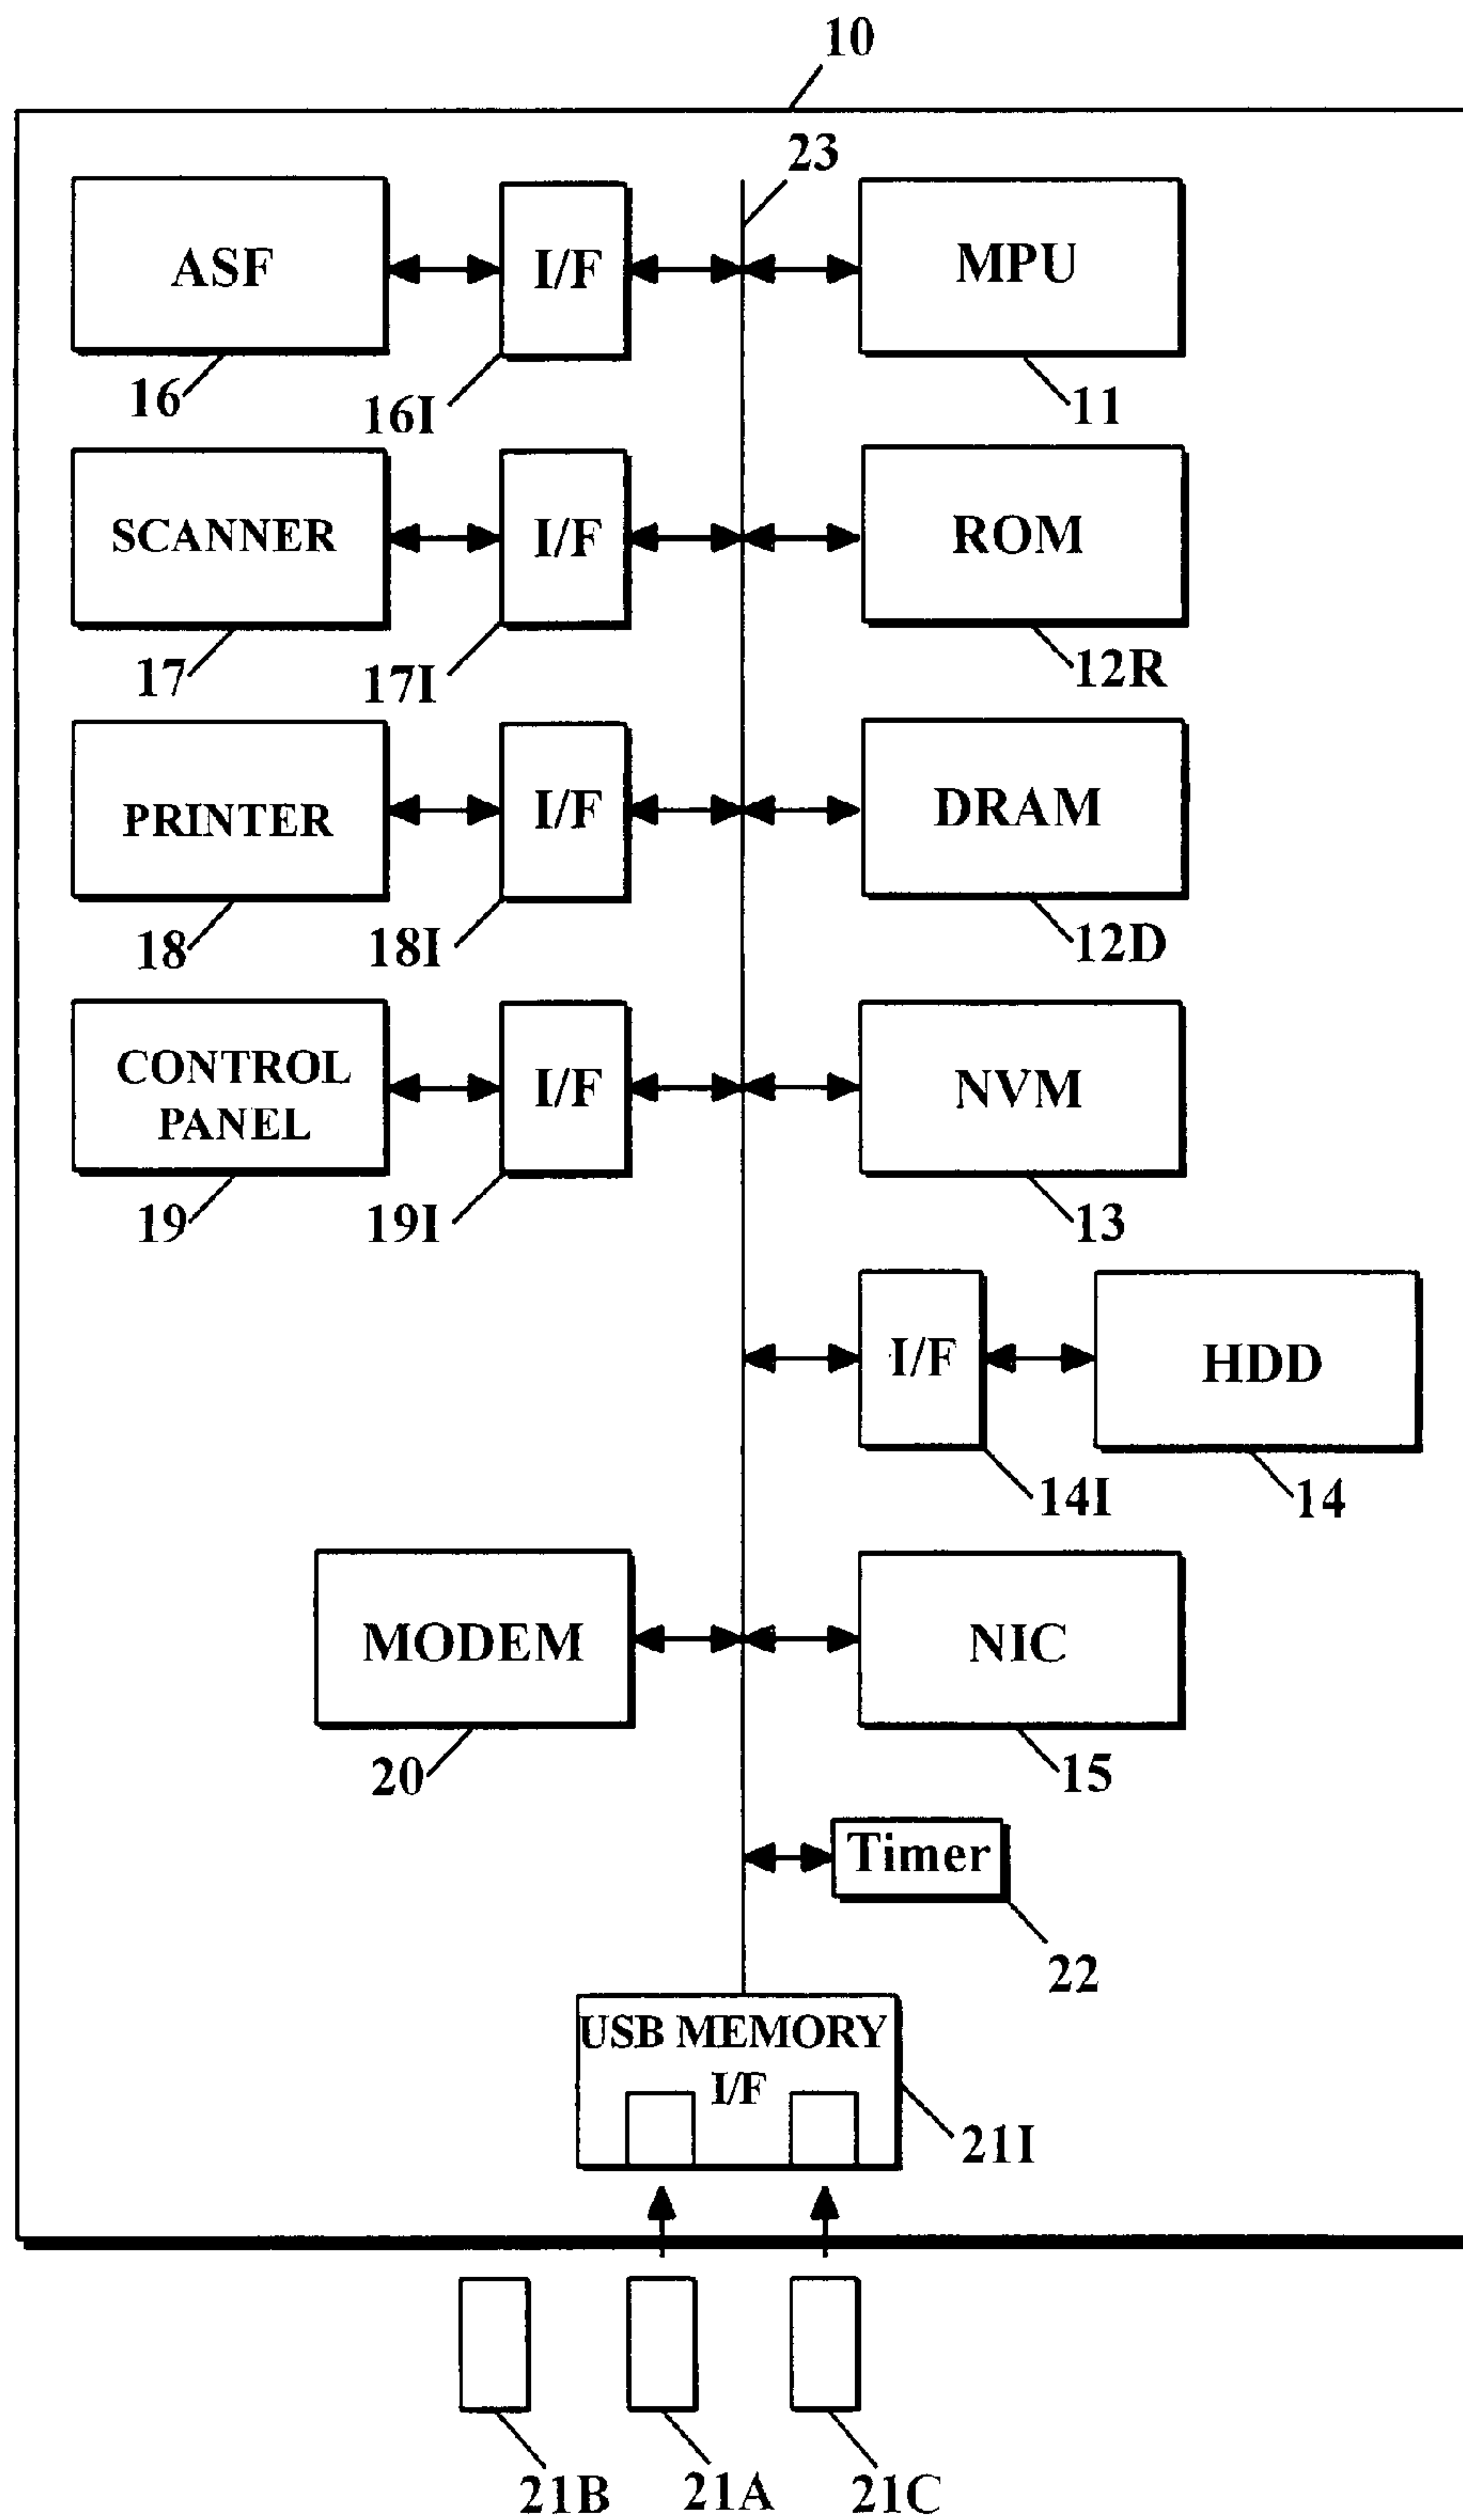 10
23
ASF
I/F
MPU
16
16I
11
SCANNER
I/F
ROM
17
17I
12R
PRINTER
I/F
DRAM
18
18I
12D
CONTROL
PANEL
I/F
NVM
19
19I
13
I/F
HDD
14I
14
MODEM
NIC
20
15
Timer
22
USB MEMORY
I/F
21I
21B
21A
21C